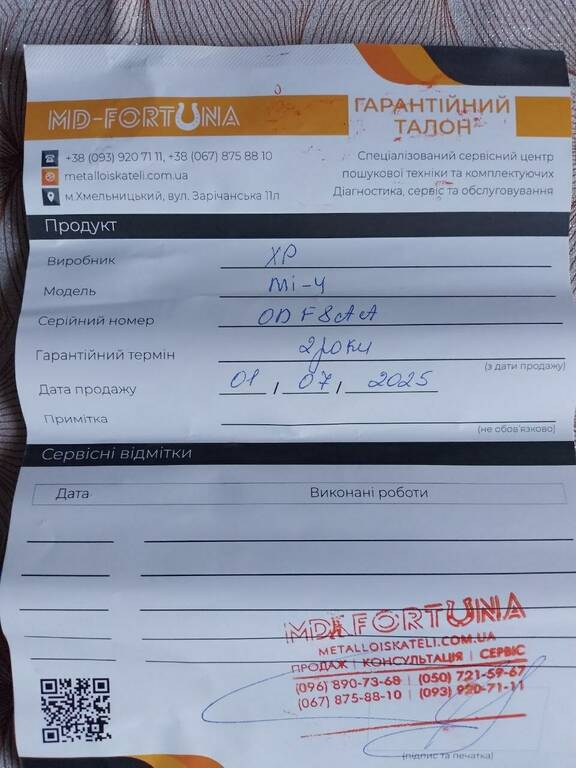 MD-FORTUNA
ГАРАНТІЙНИЙ
ТАЛОН
+38 (093) 920 71 11, +38 (067) 875 88 10
metalloiskateli.com.ua
м.Хмельницький, вул. Зарічанська 11л
Спеціалізований сервісний центр
пошукової техніки та комплектуючих
Діагностика, сервіс та обслуговування
Продукт
Виробник XP
Модель Mi-4
Серійний номер ODF8AA
Гарантійний термін 2 роки
(з дати продажу)
Дата продажу 01 / 07 / 2025
Примітка
(не обов'язково)
Сервісні відмітки
Дата Виконані роботи
MD FORTUNA
METALLOISKATELI.COM.UA
ПРОДАЖ | КОНСУЛЬТАЦІЯ | СЕРВІС
(096) 890-73-68 | (050) 721-59-67
(067) 875-88-10 | (093) 920-71-11
(підпис та печатка)